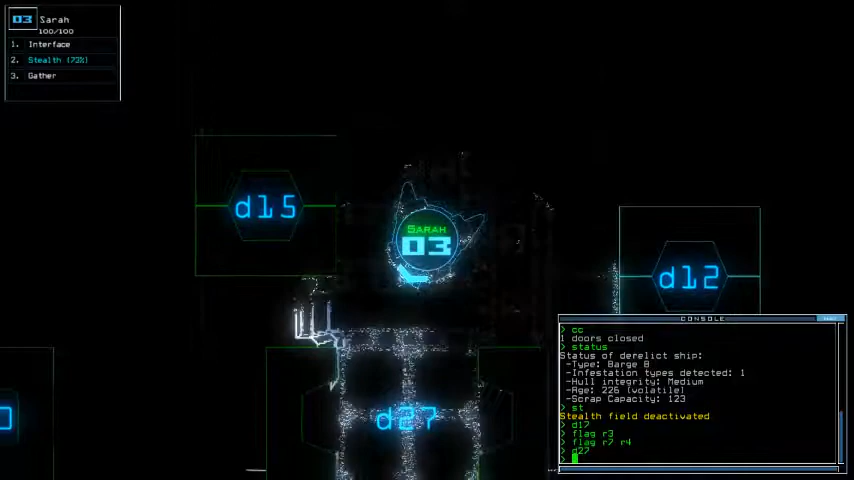 03 Sarah
100/100
1. Interface
2. Stealth (73%)
3. Gather
d15
SARAH
03
d12
d27
CONSOLE
> cc
1 doors closed
> status
Status of derelict ship:
-Type: Barge B
-Infestation types detected: 1
-Hull integrity: Medium
-Age: 226 (volatile)
-Scrap Capacity: 123
> st
Stealth field deactivated
> d17
> flag r3
> flag r7 r4
> d27
>